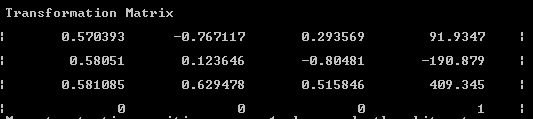 Transformation Matrix
¦ 0.570393 -0.767117 0.293569 91.9347 ¦
¦ 0.58051 0.123646 -0.80481 -190.879 ¦
¦ 0.581085 0.629478 0.515846 409.345 ¦
¦ 0 0 0 1 ¦